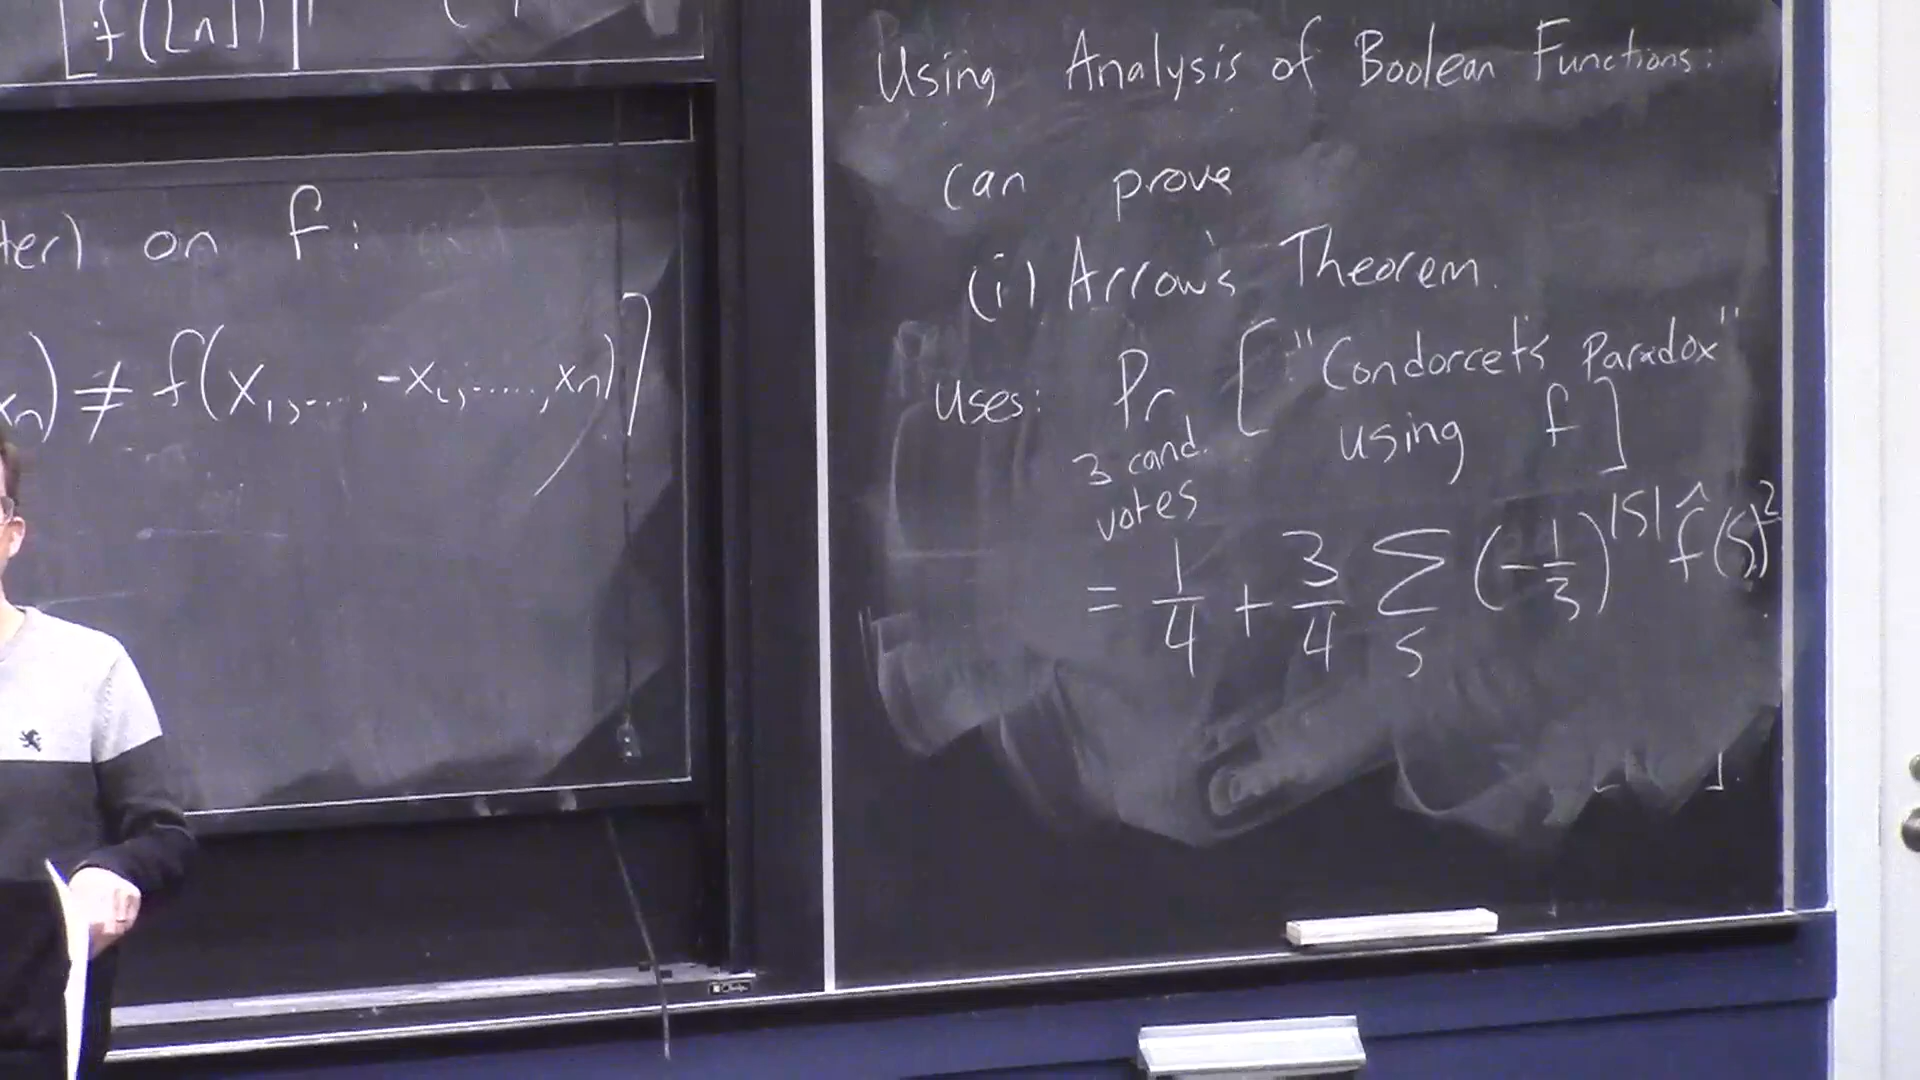 [f([n])]
ter) on f:
xn) ≠ f(x1,...,-xi,.....,xn)]
Using Analysis of Boolean Functions:
can prove
(i) Arrow's Theorem.
uses: Pr ["Condorcet's Paradox"
3 cand. using f]
votes
= 1/4 + 3/4 ∑ (-1/3)^|S| f̂(S)^2
S